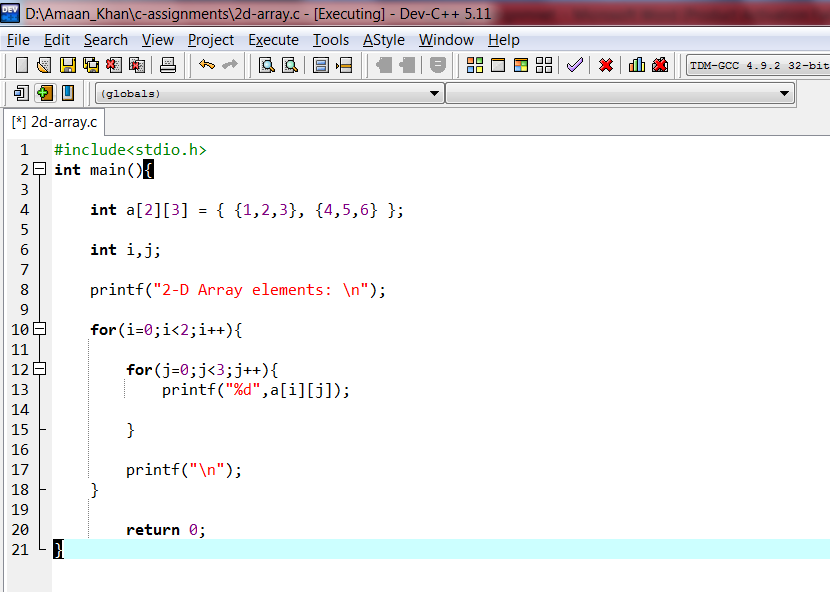 D:\Amaan_Khan\c-assignments\2d-array.c - [Executing] - Dev-C++ 5.11
File Edit Search View Project Execute Tools AStyle Window Help
TDM-GCC 4.9.2 32-bit
(globals)
[*] 2d-array.c
1 #include<stdio.h>
2 int main(){
3
4 int a[2][3] = { {1,2,3}, {4,5,6} };
5
6 int i,j;
7
8 printf("2-D Array elements: \n");
9
10 for(i=0;i<2;i++){
11
12 for(j=0;j<3;j++){
13 printf("%d",a[i][j]);
14
15 }
16
17 printf("\n");
18 }
19
20 return 0;
21 }